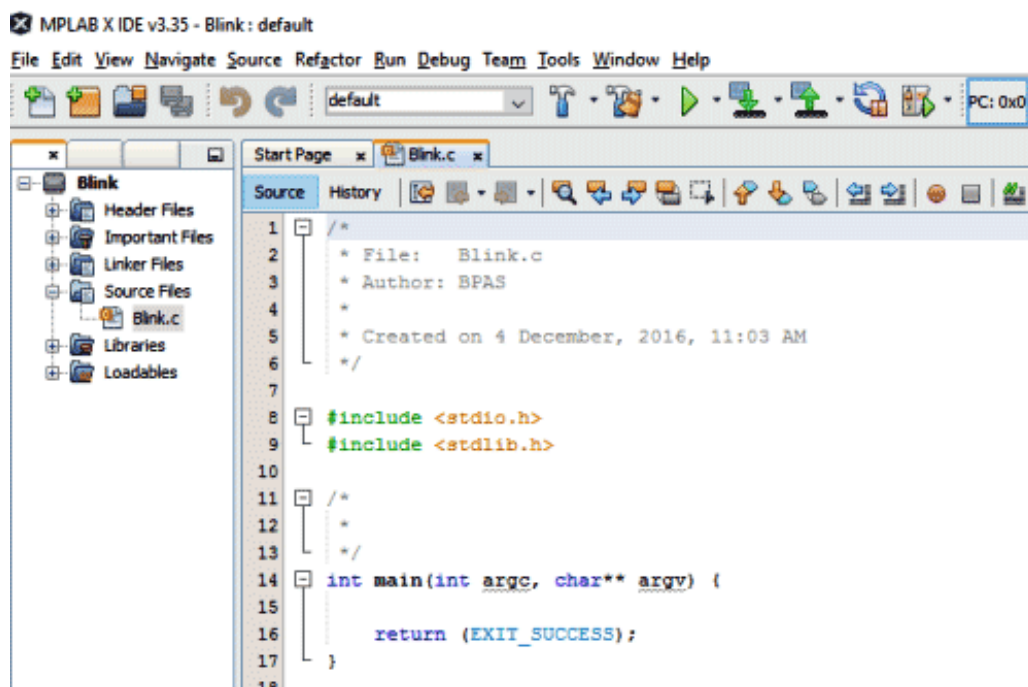 MPLAB X IDE v3.35 - Blink : default
File Edit View Navigate Source Refactor Run Debug Team Tools Window Help
default
PC: 0x0
Blink
Header Files
Important Files
Linker Files
Source Files
Blink.c
Libraries
Loadables
Start Page Blink.c
Source History
1 /*
2 * File: Blink.c
3 * Author: BPAS
4 *
5 * Created on 4 December, 2016, 11:03 AM
6 */
7
8 #include <stdio.h>
9 #include <stdlib.h>
10
11 /*
12 *
13 */
14 int main(int argc, char** argv) {
15
16 return (EXIT_SUCCESS);
17 }
18